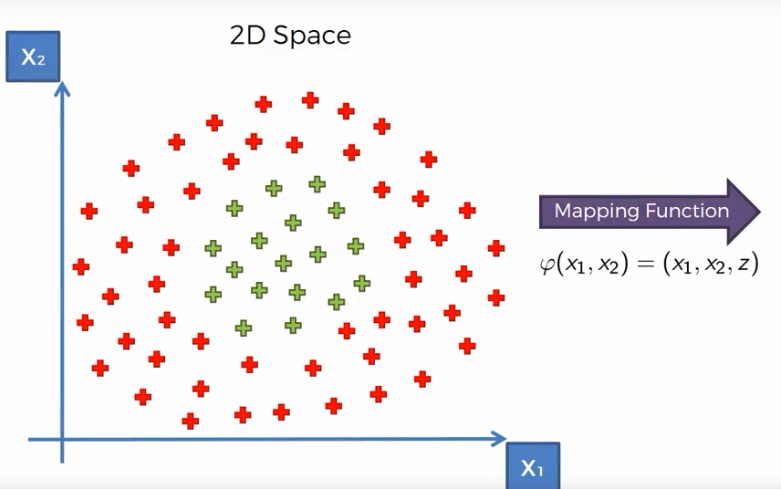 2D Space
X₂
Mapping Function
φ(x₁, x₂) = (x₁, x₂, z)
X₁